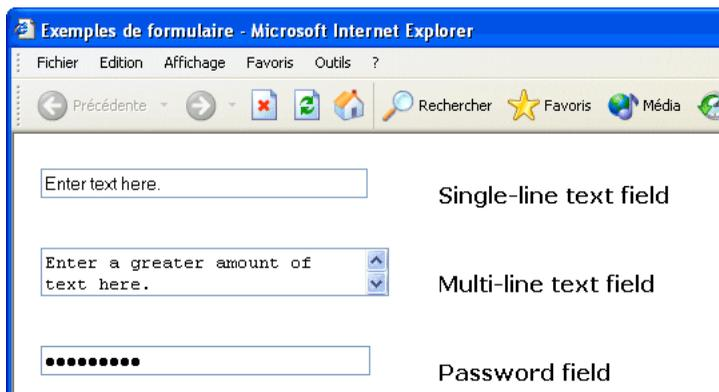 Exemples de formulaire - Microsoft Internet Explorer
Fichier Edition Affichage Favoris Outils ?
Précédente Rechercher Favoris Média
Enter text here. Single-line text field
Enter a greater amount of
text here.
Multi-line text field
●●●●●●●●● Password field